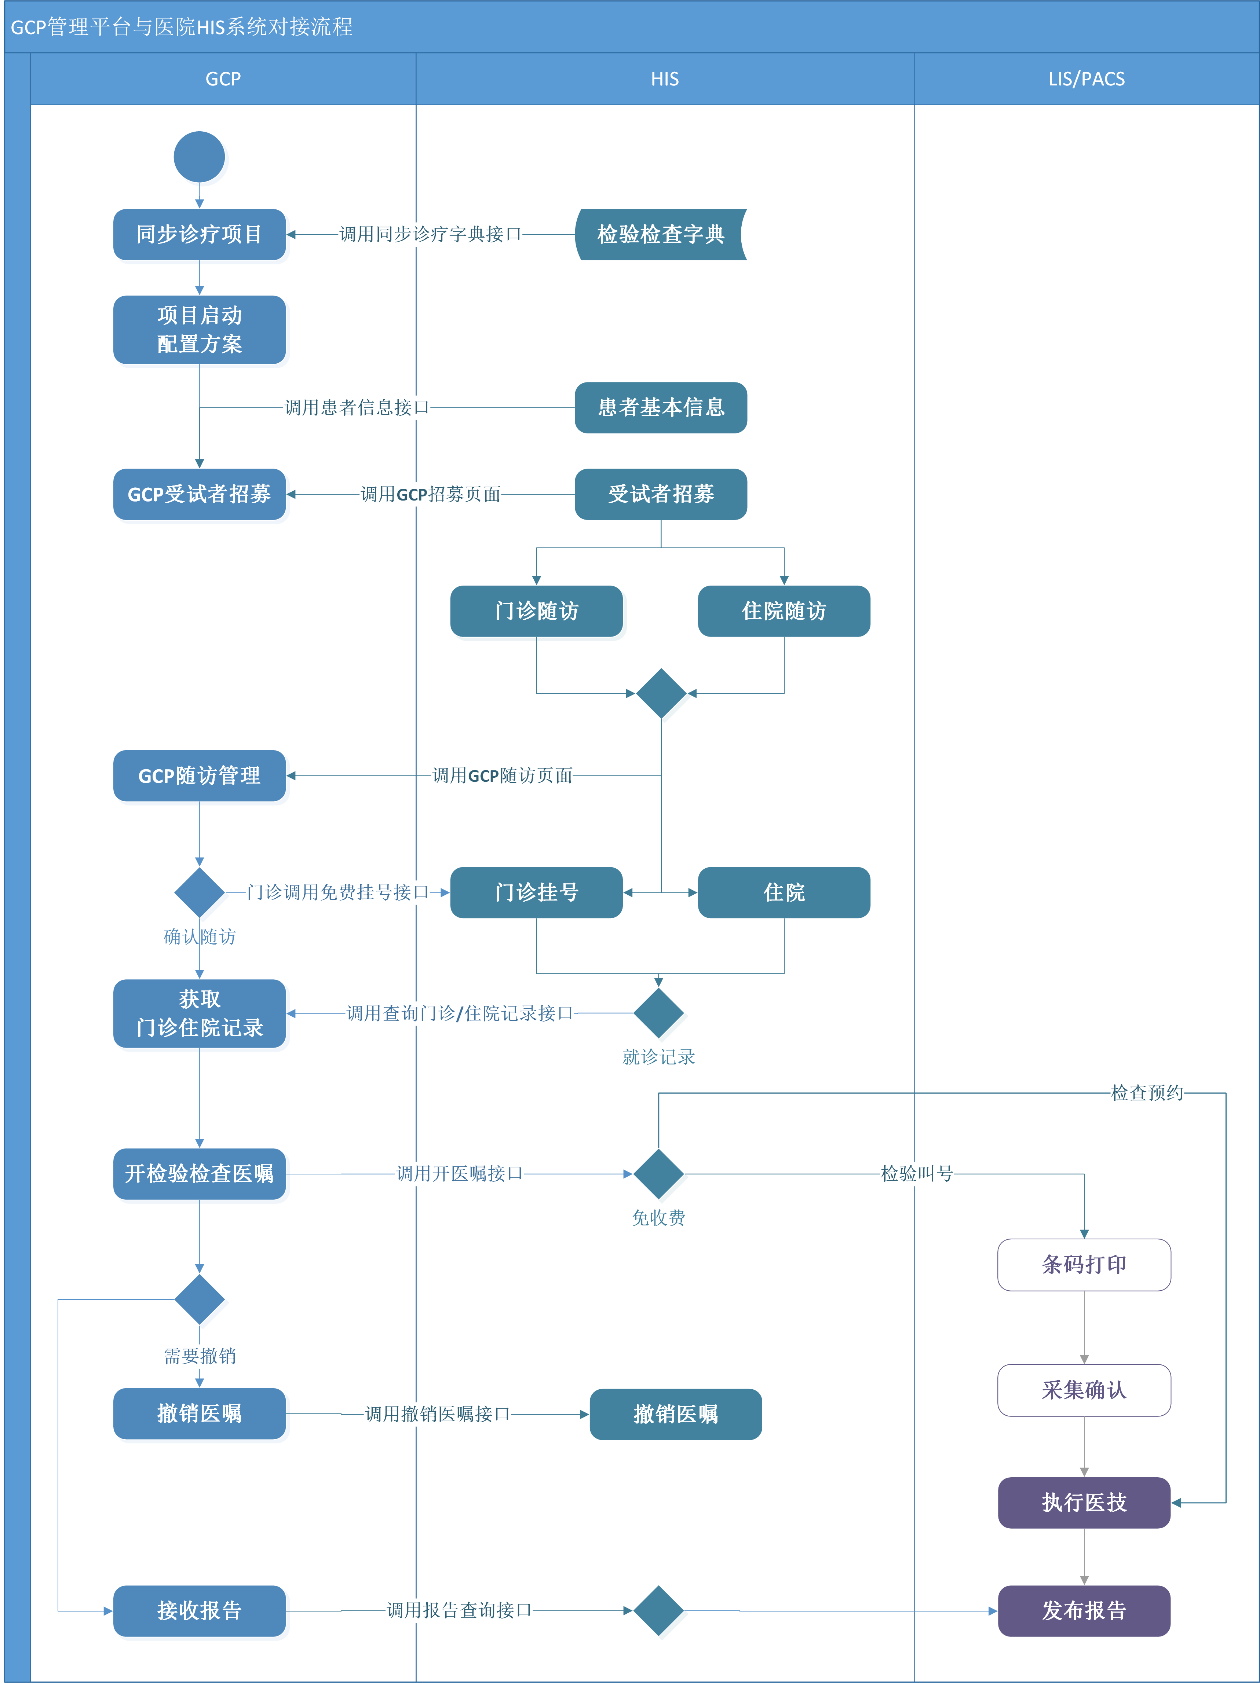 GCP管理平台与医院HIS系统对接流程
GCP
HIS
LIS/PACS
同步诊疗项目
调用同步诊疗字典接口
检验检查字典
项目启动
配置方案
调用患者信息接口
患者基本信息
GCP受试者招募
调用GCP招募页面
受试者招募
门诊随访
住院随访
GCP随访管理
调用GCP随访页面
门诊调用免费挂号接口
门诊挂号
住院
确认随访
获取
门诊住院记录
调用查询门诊/住院记录接口
就诊记录
检查预约
开检验检查医嘱
调用开医嘱接口
检验叫号
免收费
条码打印
需要撤销
采集确认
撤销医嘱
调用撤销医嘱接口
撤销医嘱
执行医技
接收报告
调用报告查询接口
发布报告